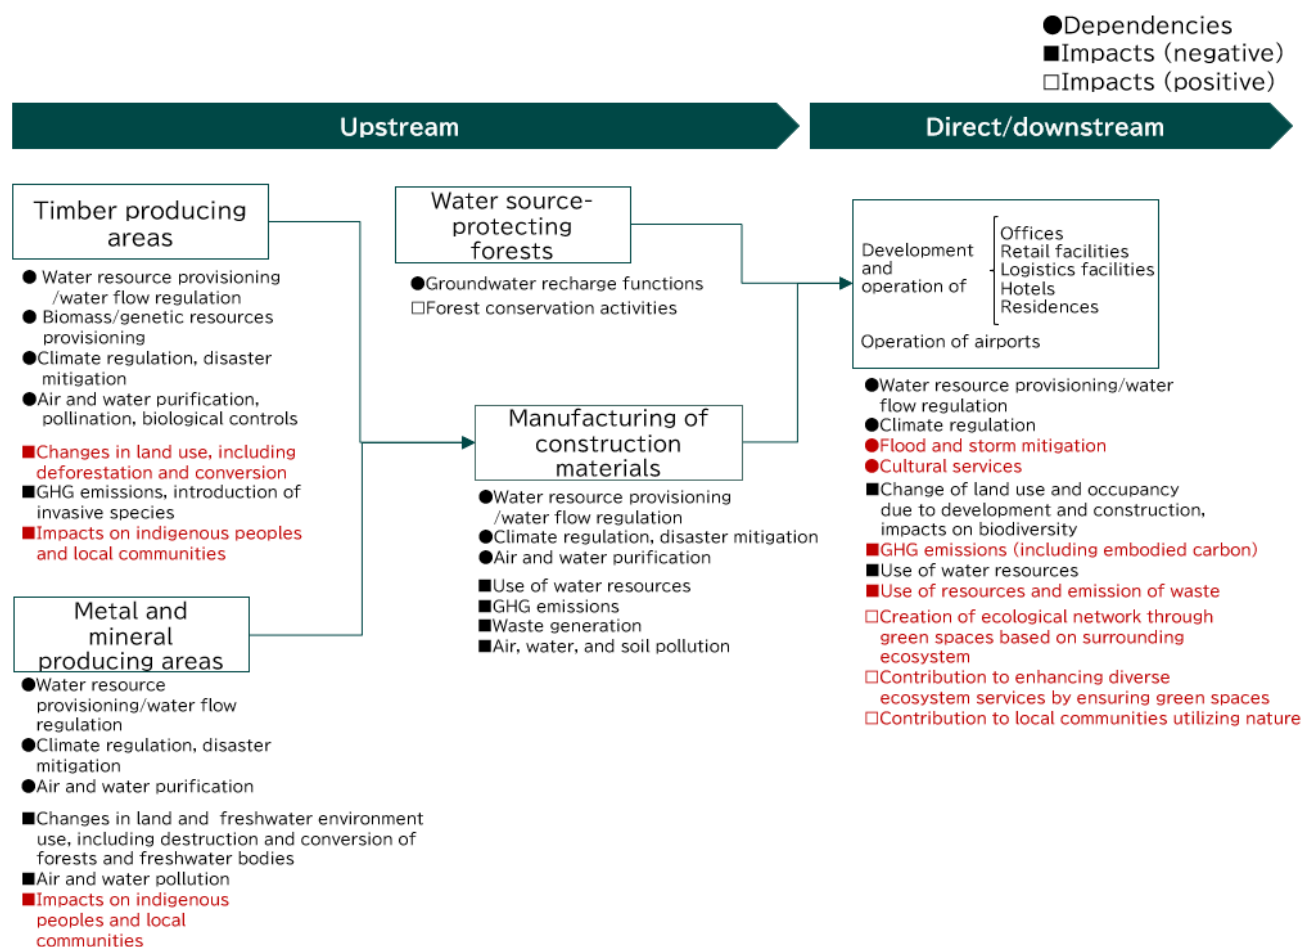 ●Dependencies
■Impacts (negative)
□Impacts (positive)
Upstream
Direct/downstream
Timber producing
areas
● Water resource provisioning
/water flow regulation
● Biomass/genetic resources
provisioning
●Climate regulation, disaster
mitigation
●Air and water purification,
pollination, biological controls
■Changes in land use, including
deforestation and conversion
■GHG emissions, introduction of
invasive species
■Impacts on indigenous peoples
and local communities
Metal and
mineral
producing areas
●Water resource
provisioning/water flow
regulation
●Climate regulation, disaster
mitigation
●Air and water purification
■Changes in land and freshwater environment
use, including destruction and conversion of
forests and freshwater bodies
■Air and water pollution
■Impacts on indigenous
peoples and local
communities
Water source-
protecting
forests
●Groundwater recharge functions
□Forest conservation activities
Manufacturing of
construction
materials
●Water resource provisioning
/water flow regulation
●Climate regulation, disaster mitigation
●Air and water purification
■Use of water resources
■GHG emissions
■Waste generation
■Air, water, and soil pollution
Development
and
operation of
Offices
Retail facilities
Logistics facilities
Hotels
Residences
Operation of airports
●Water resource provisioning/water
flow regulation
●Climate regulation
●Flood and storm mitigation
●Cultural services
■Change of land use and occupancy
due to development and construction,
impacts on biodiversity
■GHG emissions (including embodied carbon)
■Use of water resources
■Use of resources and emission of waste
□Creation of ecological network through
green spaces based on surrounding
ecosystem
□Contribution to enhancing diverse
ecosystem services by ensuring green spaces
□Contribution to local communities utilizing nature